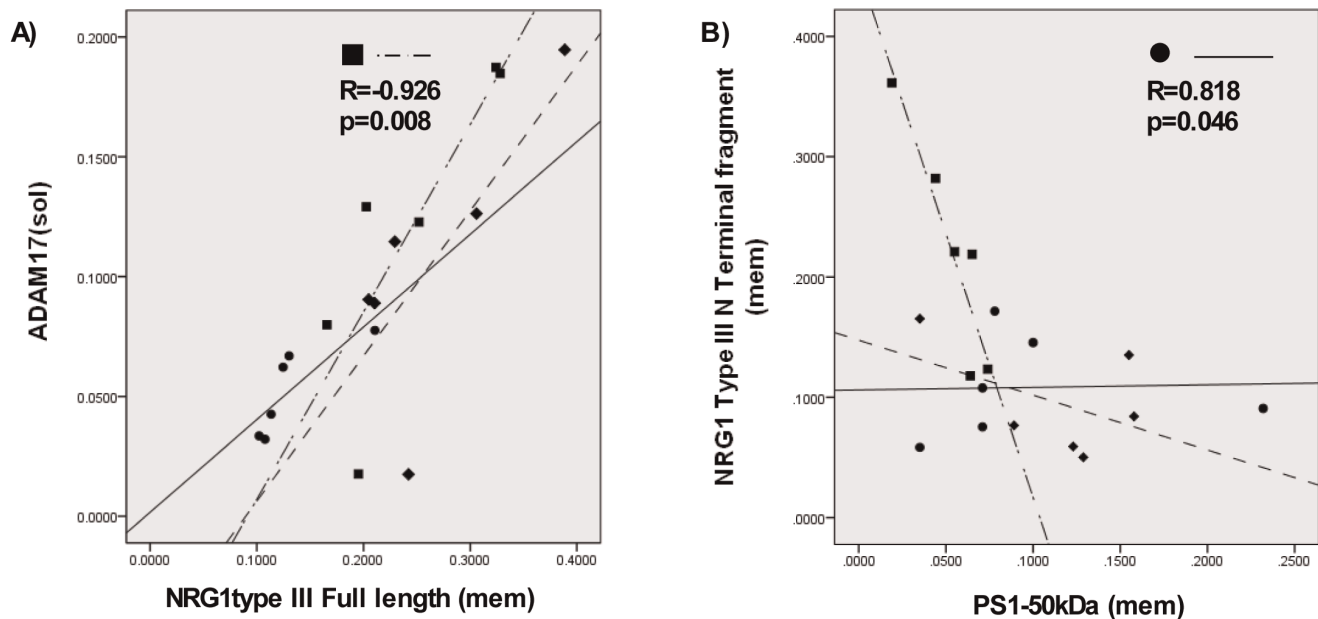 A)
R=-0.926
p=0.008
ADAM17(sol)
0.2000
0.1500
0.1000
0.0500
0.0000
0.0000 0.1000 0.2000 0.3000 0.4000
NRG1type III Full length (mem)
B)
R=0.818
p=0.046
NRG1 Type III N Terminal fragment
(mem)
.4000
.3000
.2000
.1000
.0000
.0000 .0500 .1000 .1500 .2000 .2500
PS1-50kDa (mem)